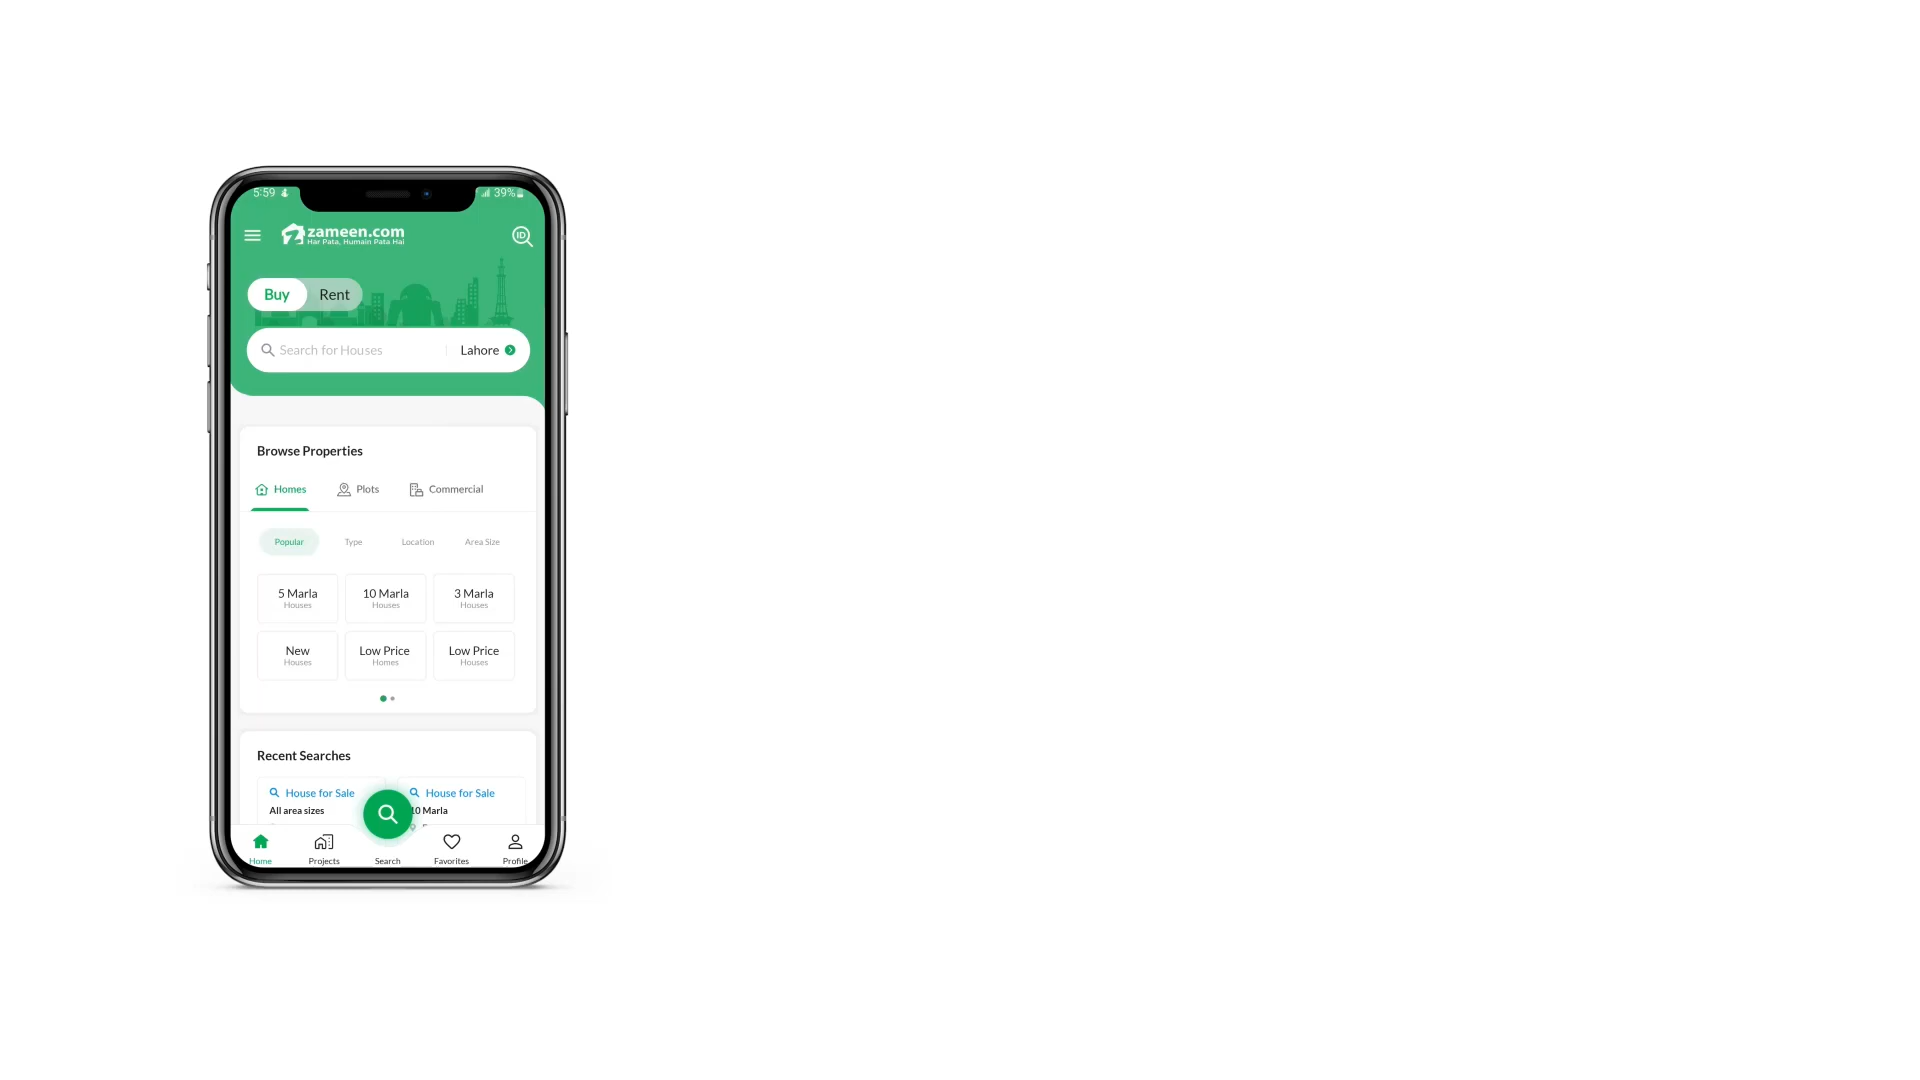 5:59
39%
zameen.com
Har Pata, Humain Pata Hai
ID
Buy Rent
Search for Houses Lahore
Browse Properties
Homes Plots Commercial
Popular Type Location Area Size
5 Marla 10 Marla 3 Marla
Houses Houses Houses
New Low Price Low Price
Houses Homes Houses
Recent Searches
House for Sale House for Sale
All area sizes 10 Marla
Home Projects Search Favorites Profile